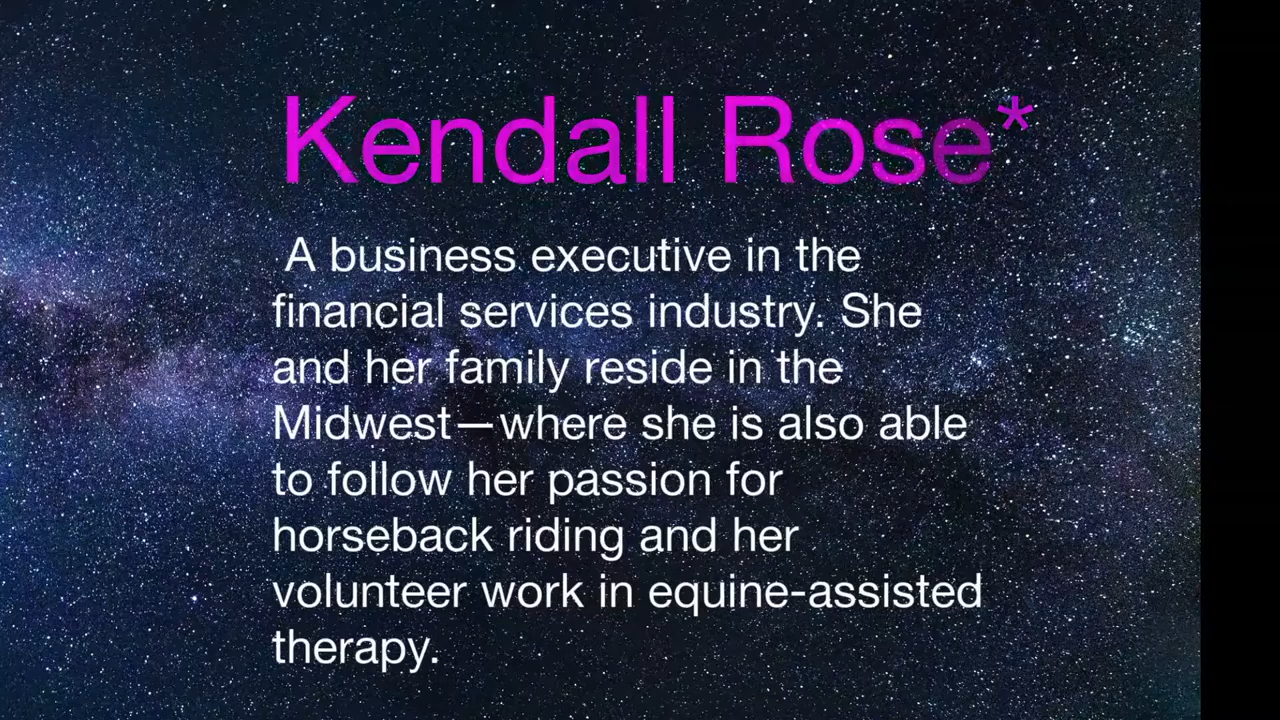 Kendall Rose*
A business executive in the
financial services industry. She
and her family reside in the
Midwest—where she is also able
to follow her passion for
horseback riding and her
volunteer work in equine-assisted
therapy.